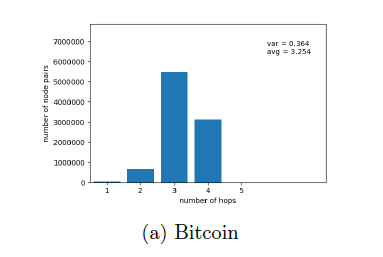 var = 0.364
avg = 3.254
number of node pairs
7000000
6000000
5000000
4000000
3000000
2000000
1000000
0
1 2 3 4 5
number of hops
(a) Bitcoin